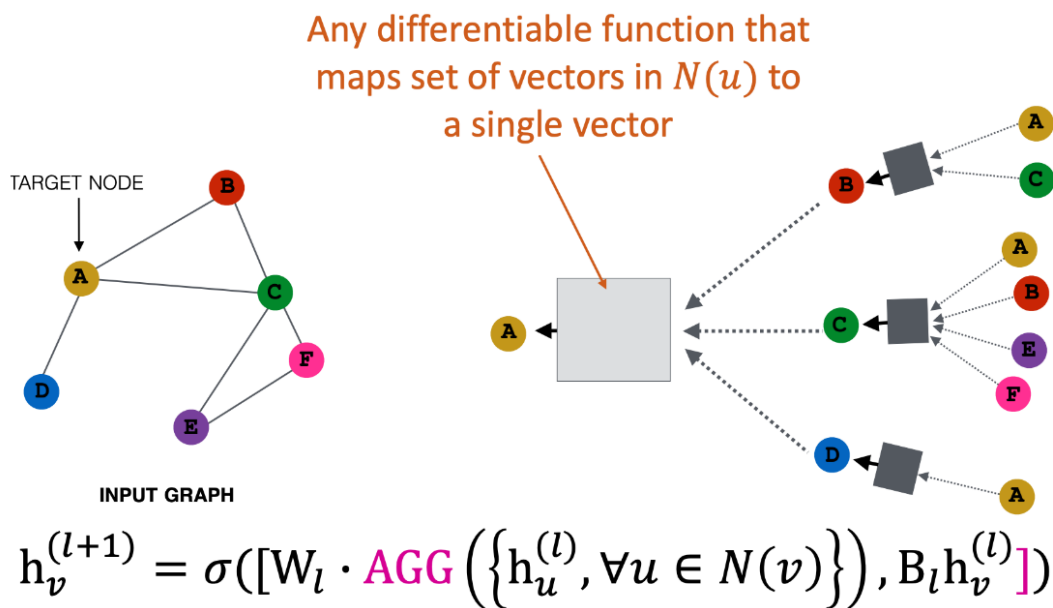 Any differentiable function that
maps set of vectors in N(u) to
a single vector
TARGET NODE
B
A
C
F
D
E
INPUT GRAPH
A
B
C
D
A
C
A
B
E
F
A
h_v^{(l+1)} = σ([W_l · AGG({h_u^{(l)}, ∀u ∈ N(v)}), B_l h_v^{(l)}])